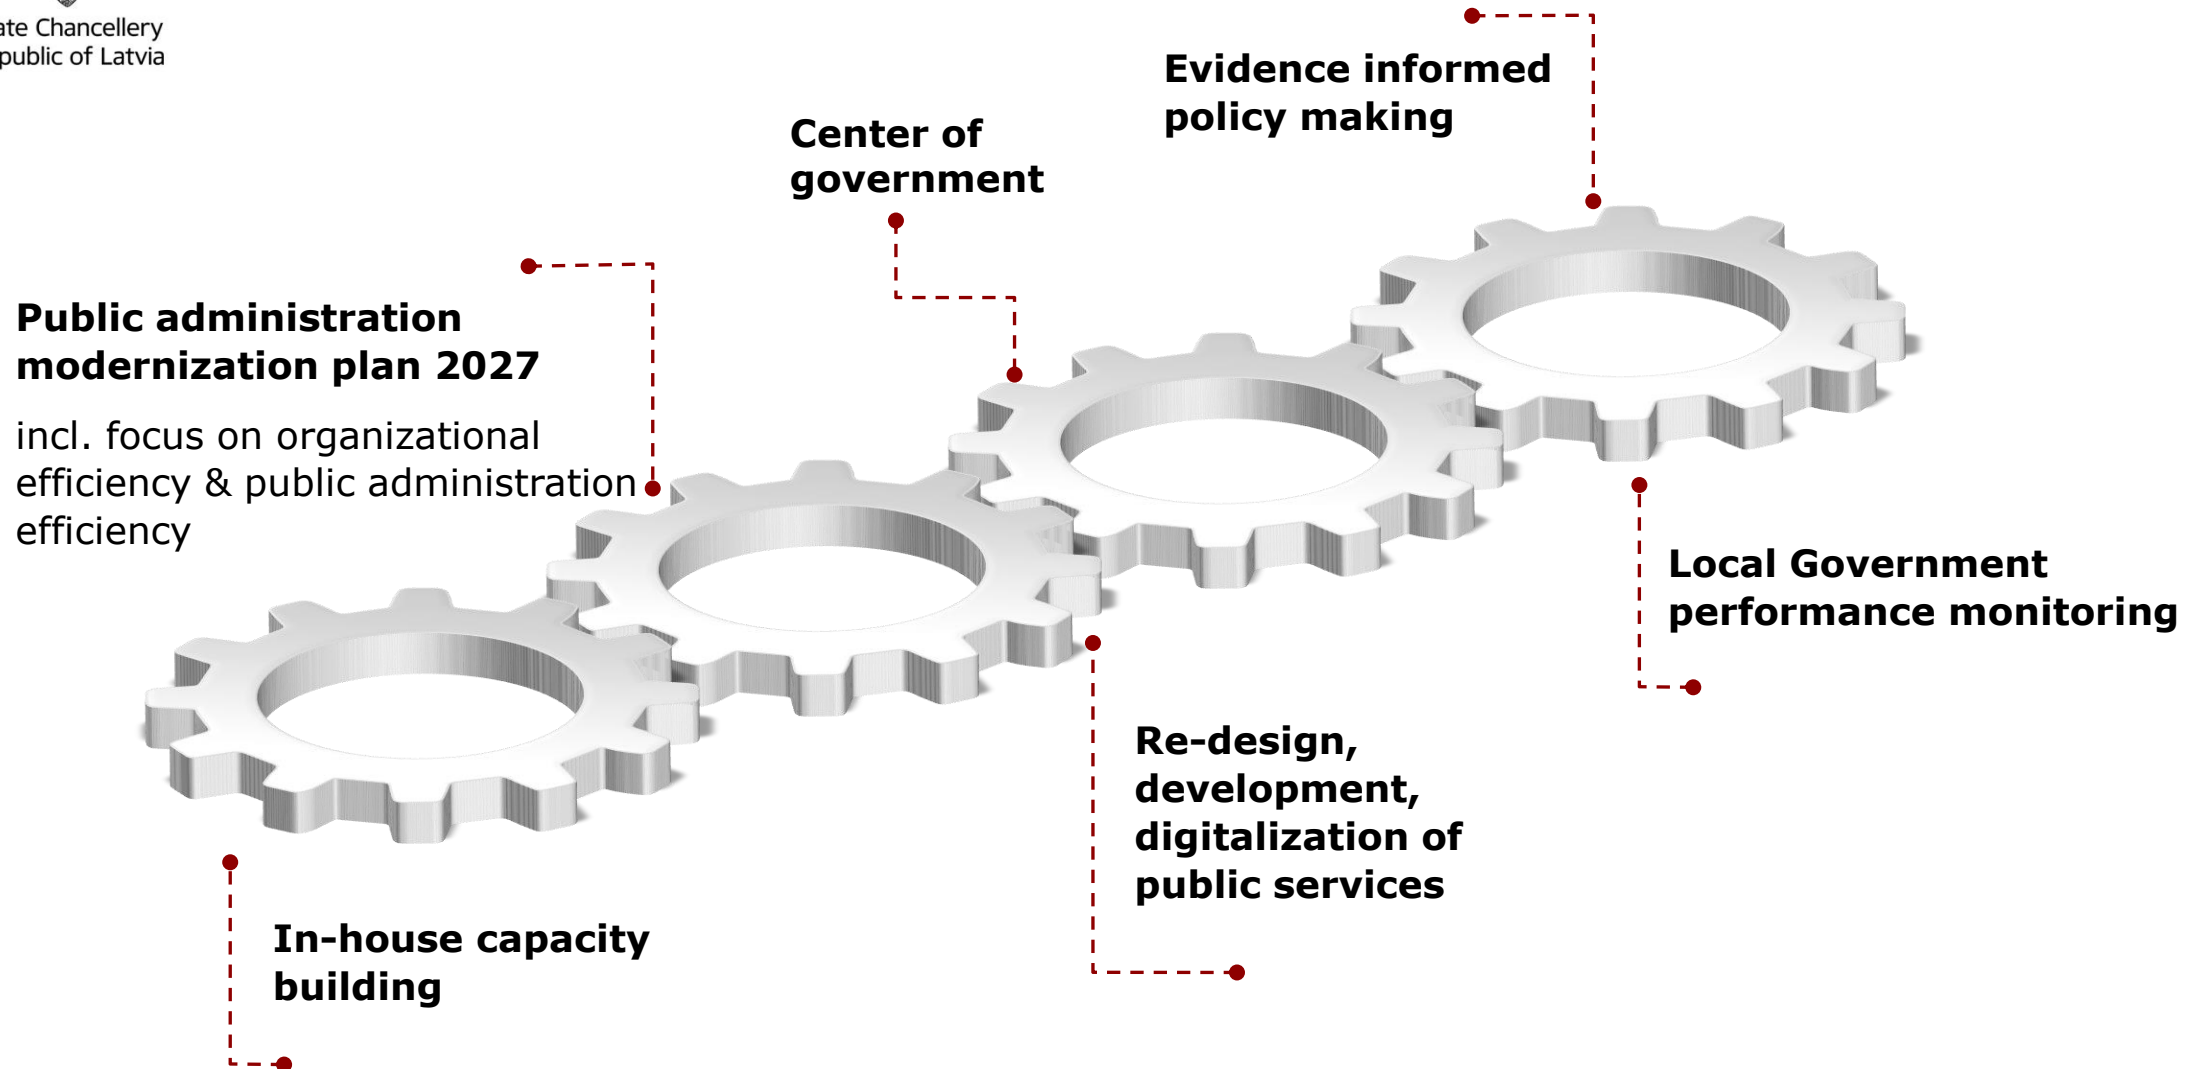 ate Chancellery
public of Latvia
Evidence informed
policy making
Center of
government
Public administration
modernization plan 2027
incl. focus on organizational
efficiency & public administration
efficiency
Local Government
performance monitoring
Re-design,
development,
digitalization of
public services
In-house capacity
building